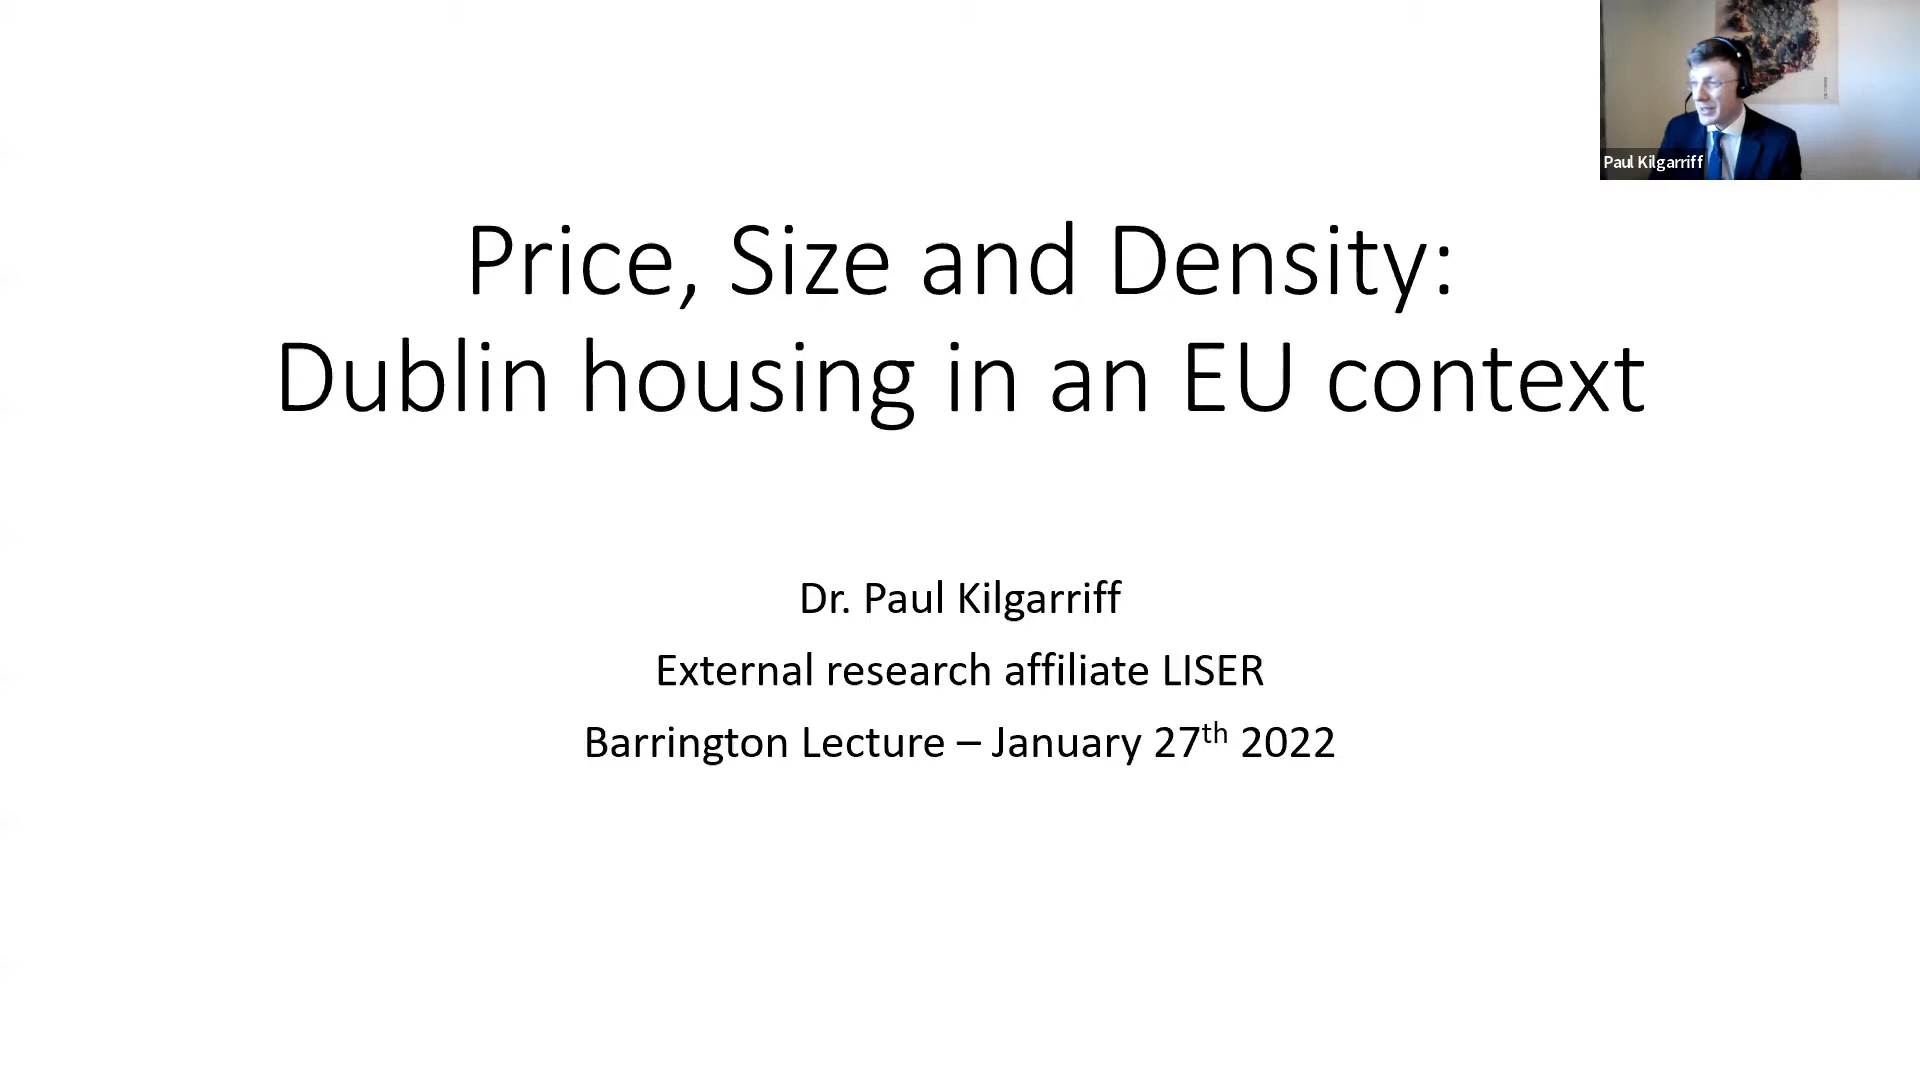 Paul Kilgarriff
Price, Size and Density:
Dublin housing in an EU context
Dr. Paul Kilgarriff
External research affiliate LISER
Barrington Lecture – January 27th 2022